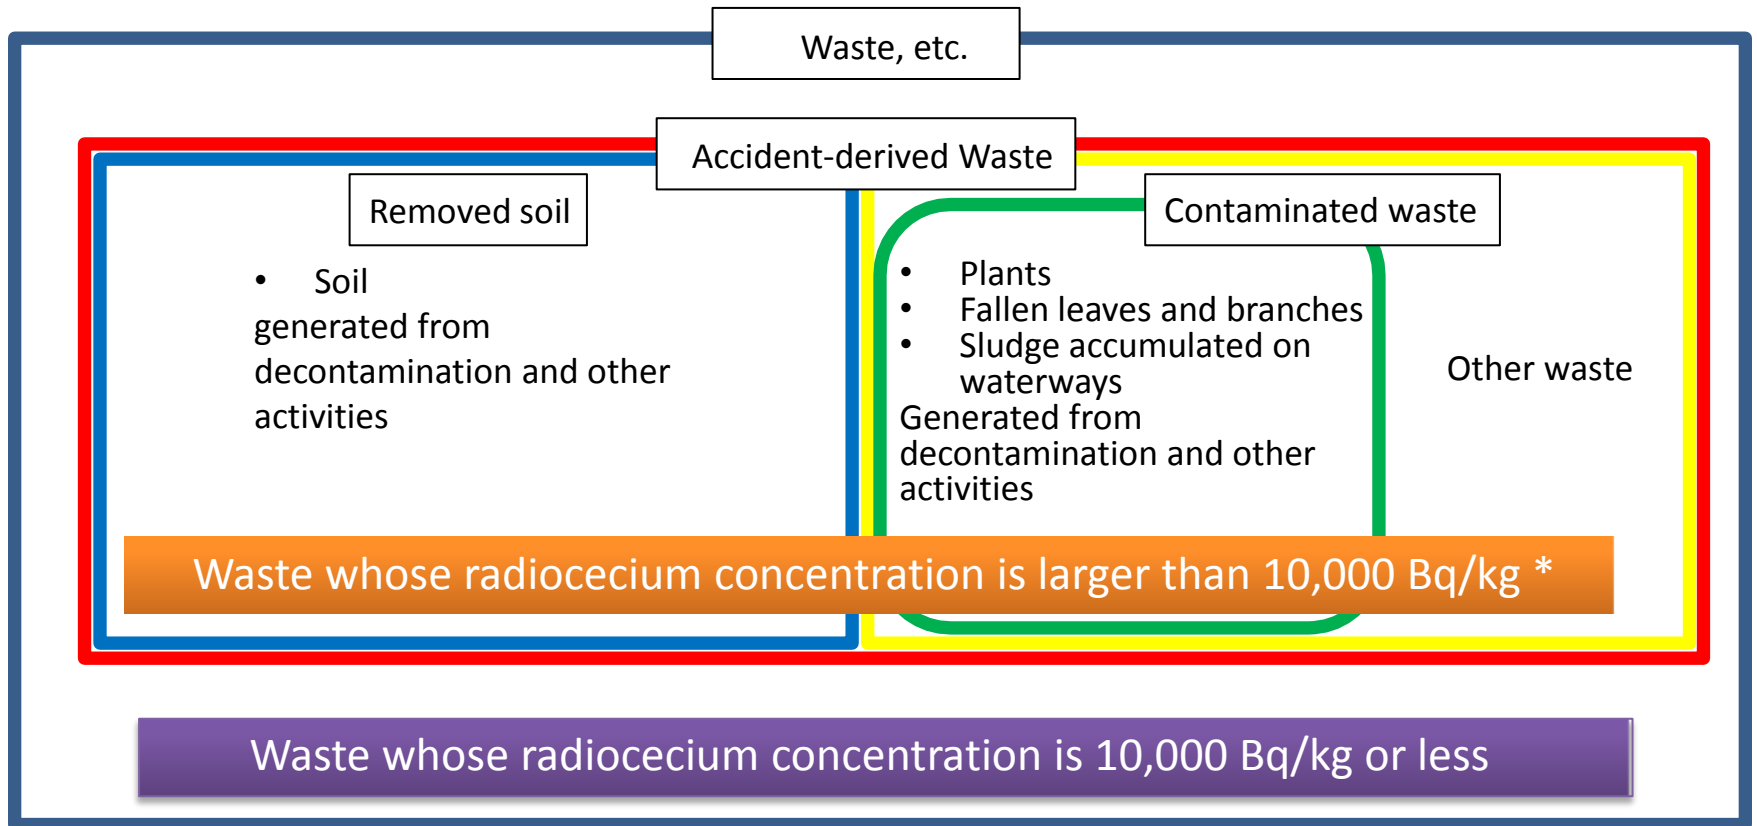 Waste, etc.
Accident-derived Waste
Removed soil
• Soil
generated from
decontamination and other
activities
Contaminated waste
• Plants
• Fallen leaves and branches
• Sludge accumulated on
waterways
Generated from
decontamination and other
activities
Other waste
Waste whose radiocecium concentration is larger than 10,000 Bq/kg *
Waste whose radiocecium concentration is 10,000 Bq/kg or less